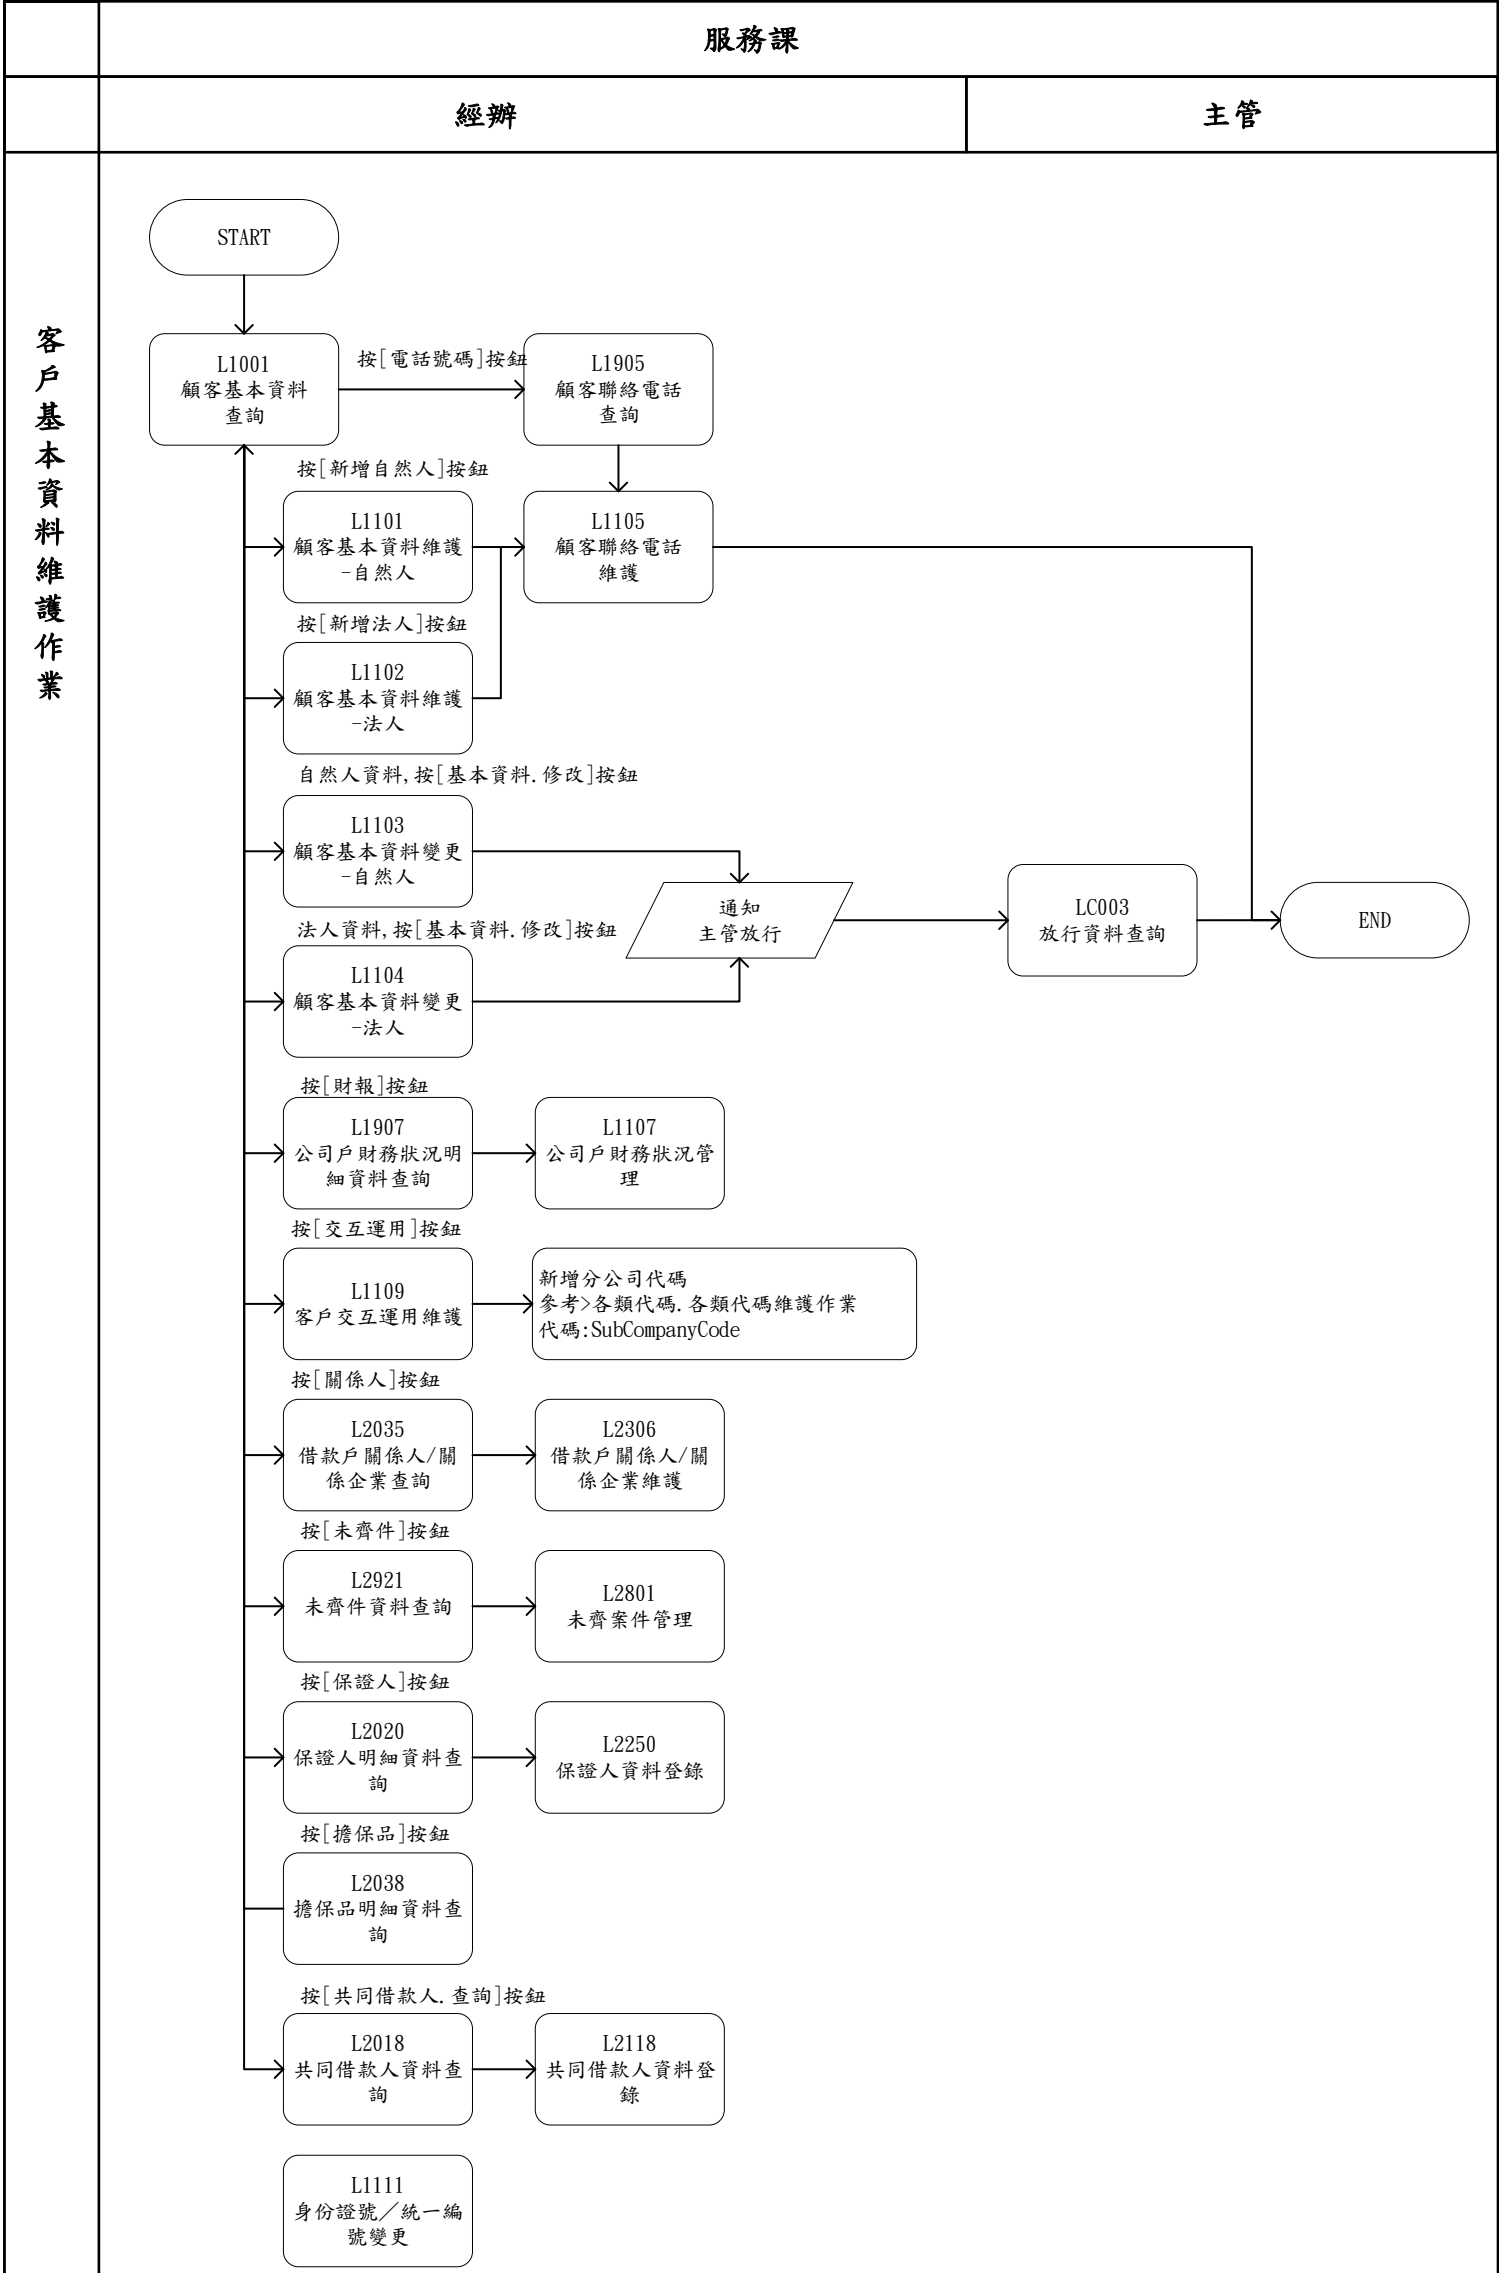 服務課
經辦
主管
客戶基本資料維護作業
START
L1001
顧客基本資料
查詢
按[電話號碼]按鈕
L1905
顧客聯絡電話
查詢
按[新增自然人]按鈕
L1101
顧客基本資料維護
-自然人
L1105
顧客聯絡電話
維護
按[新增法人]按鈕
L1102
顧客基本資料維護
-法人
自然人資料,按[基本資料.修改]按鈕
L1103
顧客基本資料變更
-自然人
通知
主管放行
LC003
放行資料查詢
END
法人資料,按[基本資料.修改]按鈕
L1104
顧客基本資料變更
-法人
按[財報]按鈕
L1907
公司戶財務狀況明
細資料查詢
L1107
公司戶財務狀況管
理
按[交互運用]按鈕
L1109
客戶交互運用維護
新增分公司代碼
參考>各類代碼.各類代碼維護作業
代碼:SubCompanyCode
按[關係人]按鈕
L2035
借款戶關係人/關
係企業查詢
L2306
借款戶關係人/關
係企業維護
按[未齊件]按鈕
L2921
未齊件資料查詢
L2801
未齊案件管理
按[保證人]按鈕
L2020
保證人明細資料查
詢
L2250
保證人資料登錄
按[擔保品]按鈕
L2038
擔保品明細資料查
詢
按[共同借款人.查詢]按鈕
L2018
共同借款人資料查
詢
L2118
共同借款人資料登
錄
L1111
身份證號／統一編
號變更